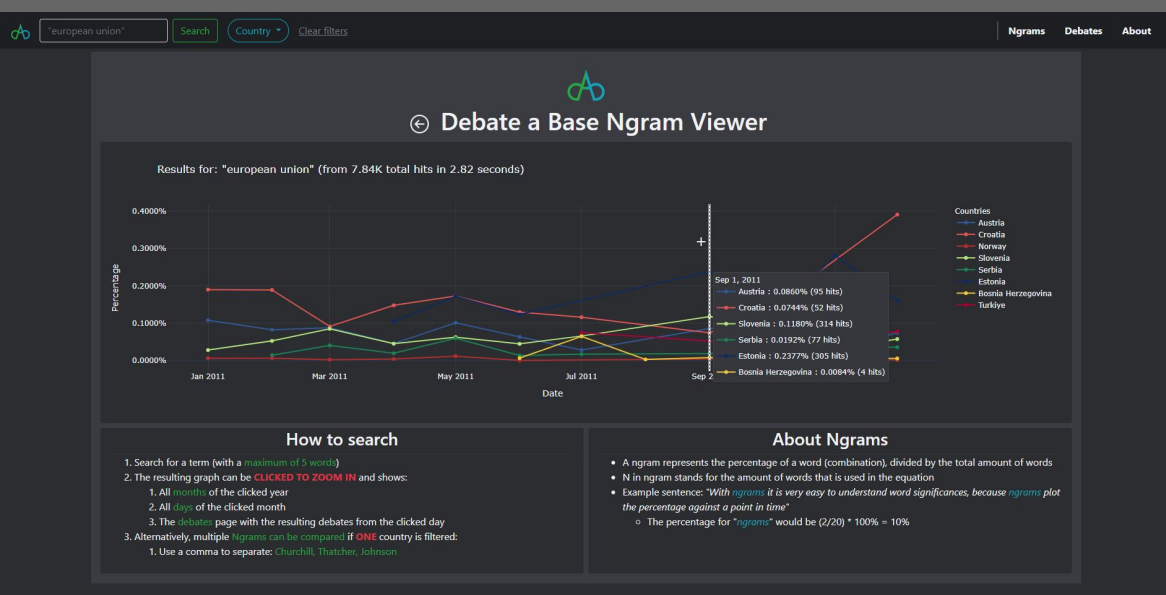 "european union"
Search
Country
Clear filters
Ngrams
Debates
About
Debate a Base Ngram Viewer
Results for: "european union" (from 7.84K total hits in 2.82 seconds)
Percentage
0.4000%
0.3000%
0.2000%
0.1000%
0.0000%
Jan 2011
Mar 2011
May 2011
Jul 2011
Sep 2
Date
Sep 1, 2011
Austria : 0.0860% (95 hits)
Croatia : 0.0744% (52 hits)
Slovenia : 0.1180% (314 hits)
Serbia : 0.0192% (77 hits)
Estonia : 0.2377% (305 hits)
Bosnia Herzegovina : 0.0084% (4 hits)
Countries
Austria
Croatia
Norway
Slovenia
Serbia
Estonia
Bosnia Herzegovina
Turkiye
How to search
1. Search for a term (with a maximum of 5 words)
2. The resulting graph can be CLICKED TO ZOOM IN and shows:
1. All months of the clicked year
2. All days of the clicked month
3. The debates page with the resulting debates from the clicked day
3. Alternatively, multiple Ngrams can be compared if ONE country is filtered:
1. Use a comma to separate: Churchill, Thatcher, Johnson
About Ngrams
• A ngram represents the percentage of a word (combination), divided by the total amount of words
• N in ngram stands for the amount of words that is used in the equation
• Example sentence: "With ngrams it is very easy to understand word significances, because ngrams plot
the percentage against a point in time"
○ The percentage for "ngrams" would be (2/20) * 100% = 10%